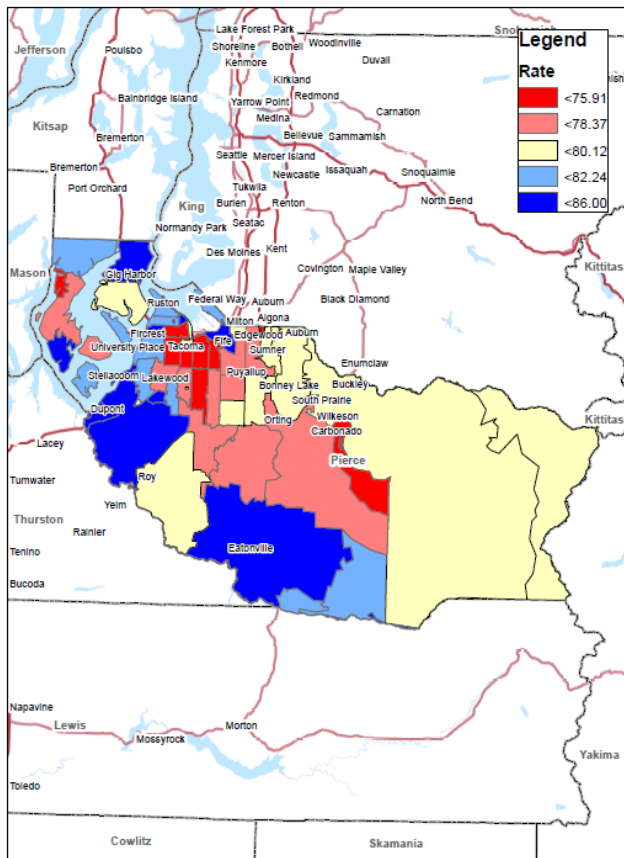 Lake Forest Park
Snohomish
Jefferson
Poulsbo
Shoreline
Bothell
Woodinville
Legend
Kenmore
Duvall
Rate
Kirkland
Bainbridge Island
Yarrow Point
Redmond
<75.91
Medina
Carnation
<78.37
Kitsap
Bremerton
Bellevue
Sammamish
<80.12
Seattle
Mercer Island
<82.24
Bremerton
Newcastle
Issaquah
Snoqualmie
<86.00
Port Orchard
Tukwila
North Bend
King
Burien
Renton
Normandy Park
Seatac
Des Moines
Kent
Mason
Gig Harbor
Covington
Maple Valley
Kittitas
Ruston
Federal Way
Auburn
Black Diamond
Milton
Algona
Fircrest
Fife
Edgewood
Auburn
University Place
Tacoma
Sumner
Enumclaw
Steilacoom
Lakewood
Puyallup
Bonney Lake
Buckley
Dupont
South Prairie
Orting
Wilkeson
Kittitas
Lacey
Carbonado
Pierce
Tumwater
Roy
Yelm
Thurston
Rainier
Tenino
Eatonville
Bucoda
Napavine
Lewis
Morton
Mossyrock
Yakima
Toledo
Cowlitz
Skamania